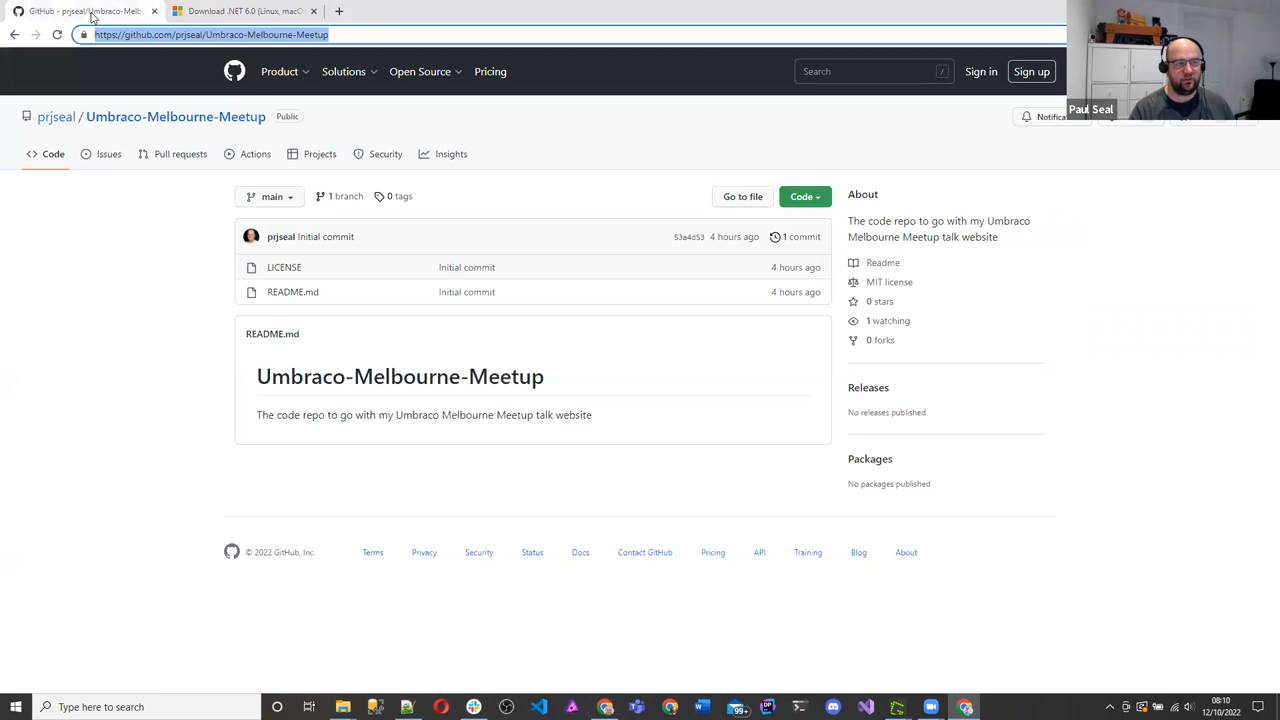 GitHub - prjseal/Umbraco-Melb
Download .NET 6.0 (Linux, macO
https://github.com/prjseal/Umbraco-Melbourne-Meetup
Product Solutions Open Source Pricing
Search /
Sign in Sign up
Paul Seal
prjseal / Umbraco-Melbourne-Meetup Public
Notifica
Code Issues Pull requests Actions Projects Security Insights
main 1 branch 0 tags
Go to file Code
About
The code repo to go with my Umbraco
Melbourne Meetup talk website
Readme
MIT license
0 stars
1 watching
0 forks
prjseal Initial commit 53a4d53 4 hours ago 1 commit
LICENSE Initial commit 4 hours ago
README.md Initial commit 4 hours ago
README.md
Umbraco-Melbourne-Meetup
The code repo to go with my Umbraco Melbourne Meetup talk website
Releases
No releases published
Packages
No packages published
© 2022 GitHub, Inc. Terms Privacy Security Status Docs Contact GitHub Pricing API Training Blog About
Type here to search
99+
08:10
12/10/2022